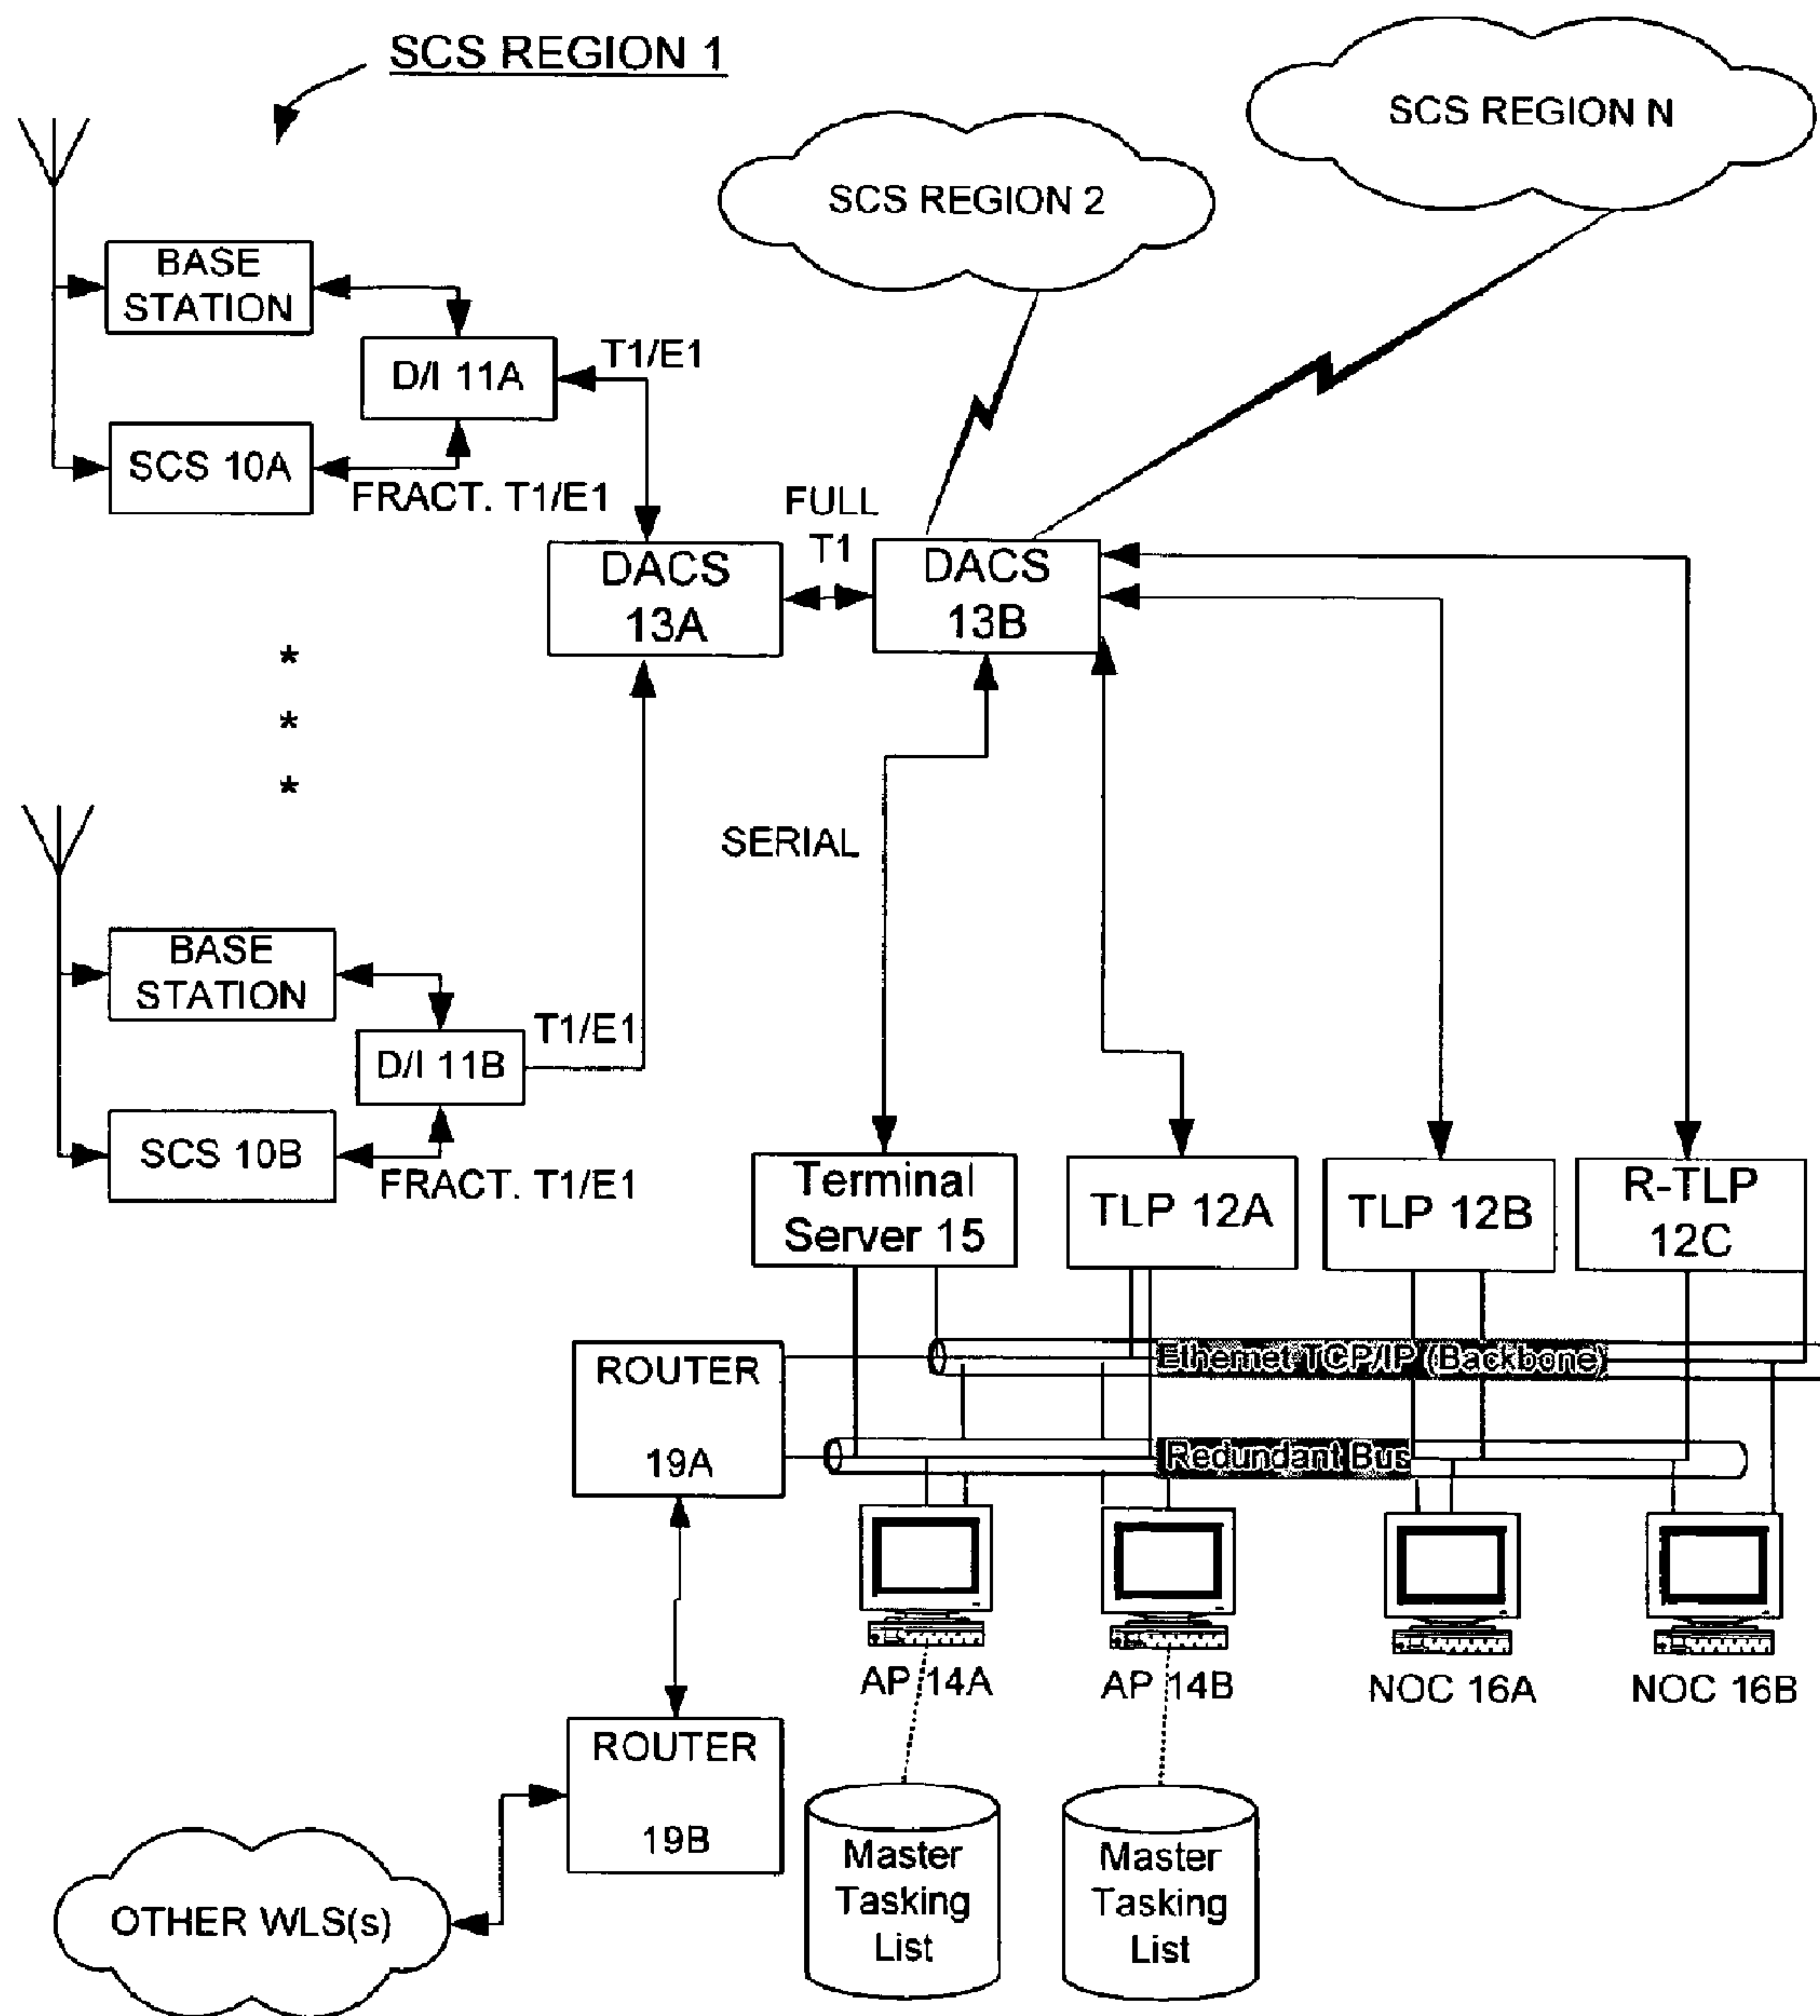 SCS REGION 1
SCS REGION N
SCS REGION 2
BASE
STATION
D/I 11A
T1/E1
SCS 10A
FRACT. T1/E1
FULL
T1
DACS
13A
DACS
13B
*
*
*
SERIAL
BASE
STATION
D/I 11B
T1/E1
SCS 10B
FRACT. T1/E1
Terminal
Server 15
TLP 12A
TLP 12B
R-TLP
12C
ROUTER
19A
Ethernet TCP/IP (Backbone)
Redundant Bus
AP 14A
AP 14B
NOC 16A
NOC 16B
ROUTER
19B
Master
Tasking
List
Master
Tasking
List
OTHER WLS(s)